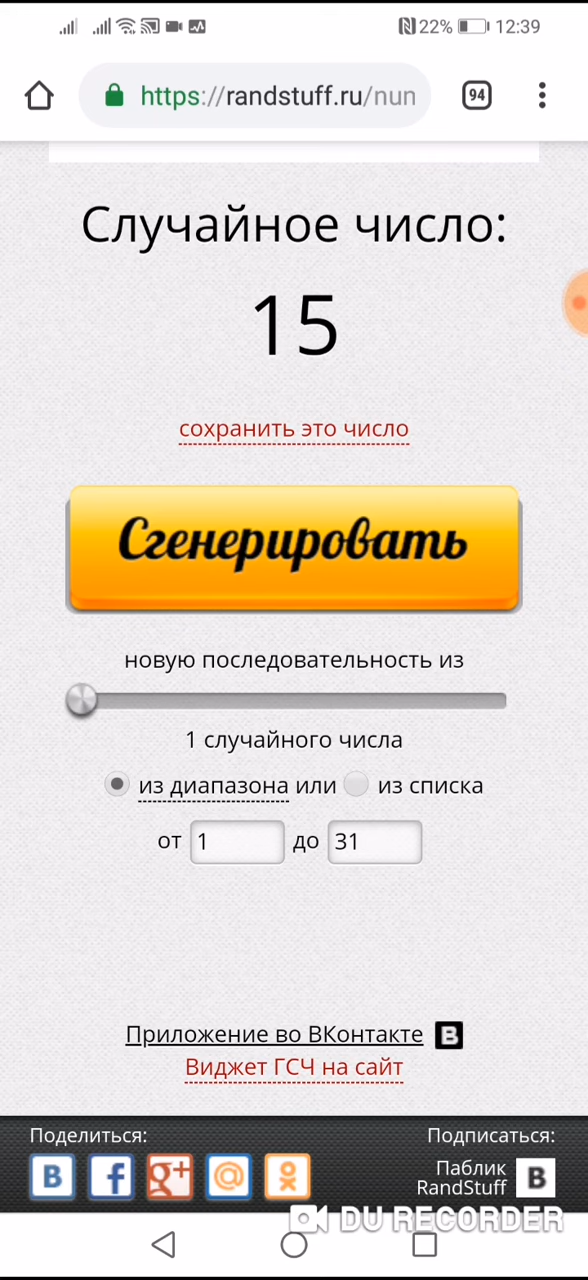 22% 12:39
https://randstuff.ru/nun
94
Случайное число:
15
сохранить это число
Сгенерировать
новую последовательность из
1 случайного числа
из диапазона или из списка
от 1 до 31
Приложение во ВКонтакте B
Виджет ГСЧ на сайт
Поделиться: Подписаться:
B f g+ @ Паблик B
RandStuff
DU RECORDER